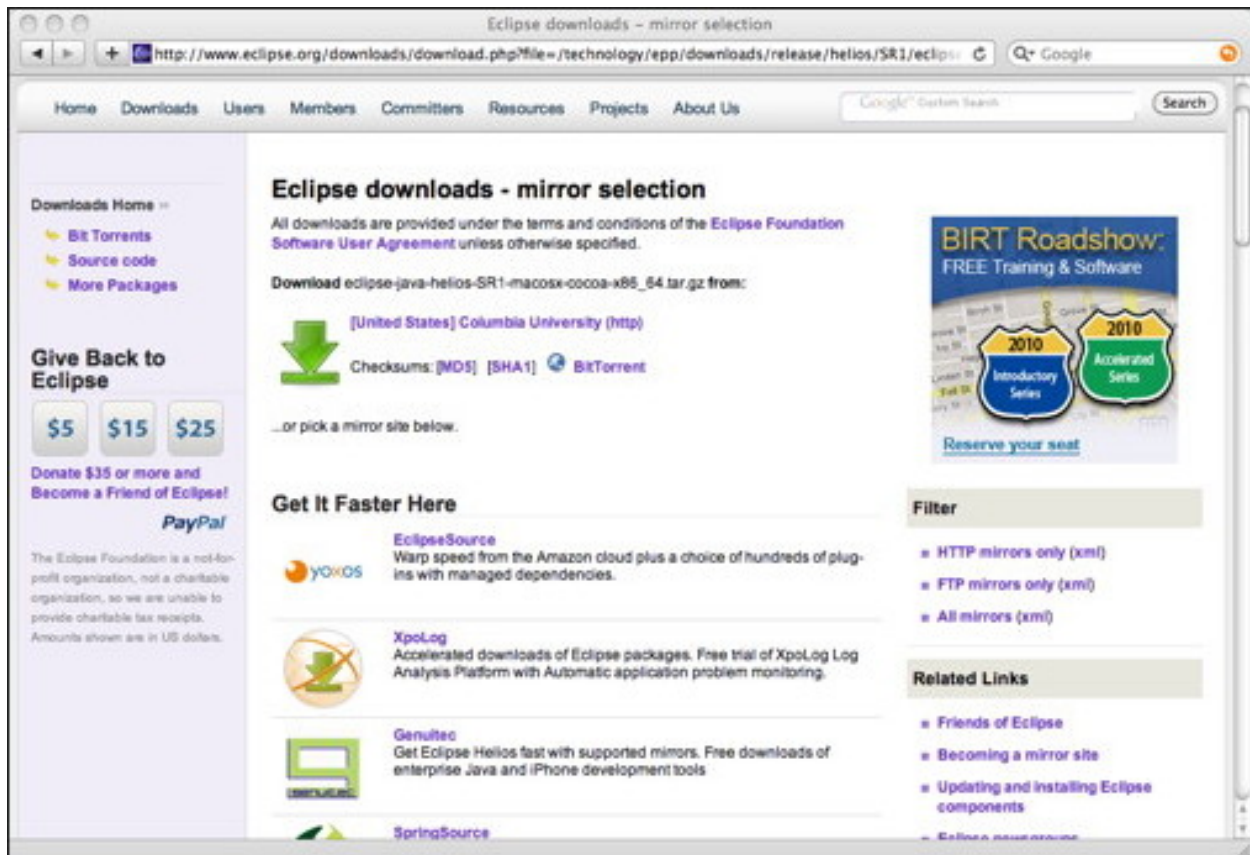 Eclipse downloads – mirror selection
http://www.eclipse.org/downloads/download.php?file=/technology/epp/downloads/release/helios/SR1/eclips
Google
Home Downloads Users Members Committers Resources Projects About Us
Google™ Custom Search
Search
Downloads Home
Bit Torrents
Source code
More Packages
Give Back to
Eclipse
$5 $15 $25
Donate $35 or more and
Become a Friend of Eclipse!
PayPal
The Eclipse Foundation is a not-for-
profit organization, not a charitable
organization, so we are unable to
provide charitable tax receipts.
Amounts shown are in US dollars.
Eclipse downloads - mirror selection
All downloads are provided under the terms and conditions of the Eclipse Foundation
Software User Agreement unless otherwise specified.
Download eclipse-java-helios-SR1-macosx-cocoa-x86_64.tar.gz from:
[United States] Columbia University (http)
Checksums: [MD5] [SHA1] BitTorrent
...or pick a mirror site below.
Get It Faster Here
yoxos
EclipseSource
Warp speed from the Amazon cloud plus a choice of hundreds of plug-
ins with managed dependencies.
XpoLog
Accelerated downloads of Eclipse packages. Free trial of XpoLog Log
Analysis Platform with Automatic application problem monitoring.
genuitec
Genuitec
Get Eclipse Helios fast with supported mirrors. Free downloads of
enterprise Java and iPhone development tools
SpringSource
BIRT Roadshow:
FREE Training & Software
2010
Introductory
Series
2010
Accelerated
Series
Reserve your seat
Filter
HTTP mirrors only (xml)
FTP mirrors only (xml)
All mirrors (xml)
Related Links
Friends of Eclipse
Becoming a mirror site
Updating and installing Eclipse
components
Eclipse newsgroups